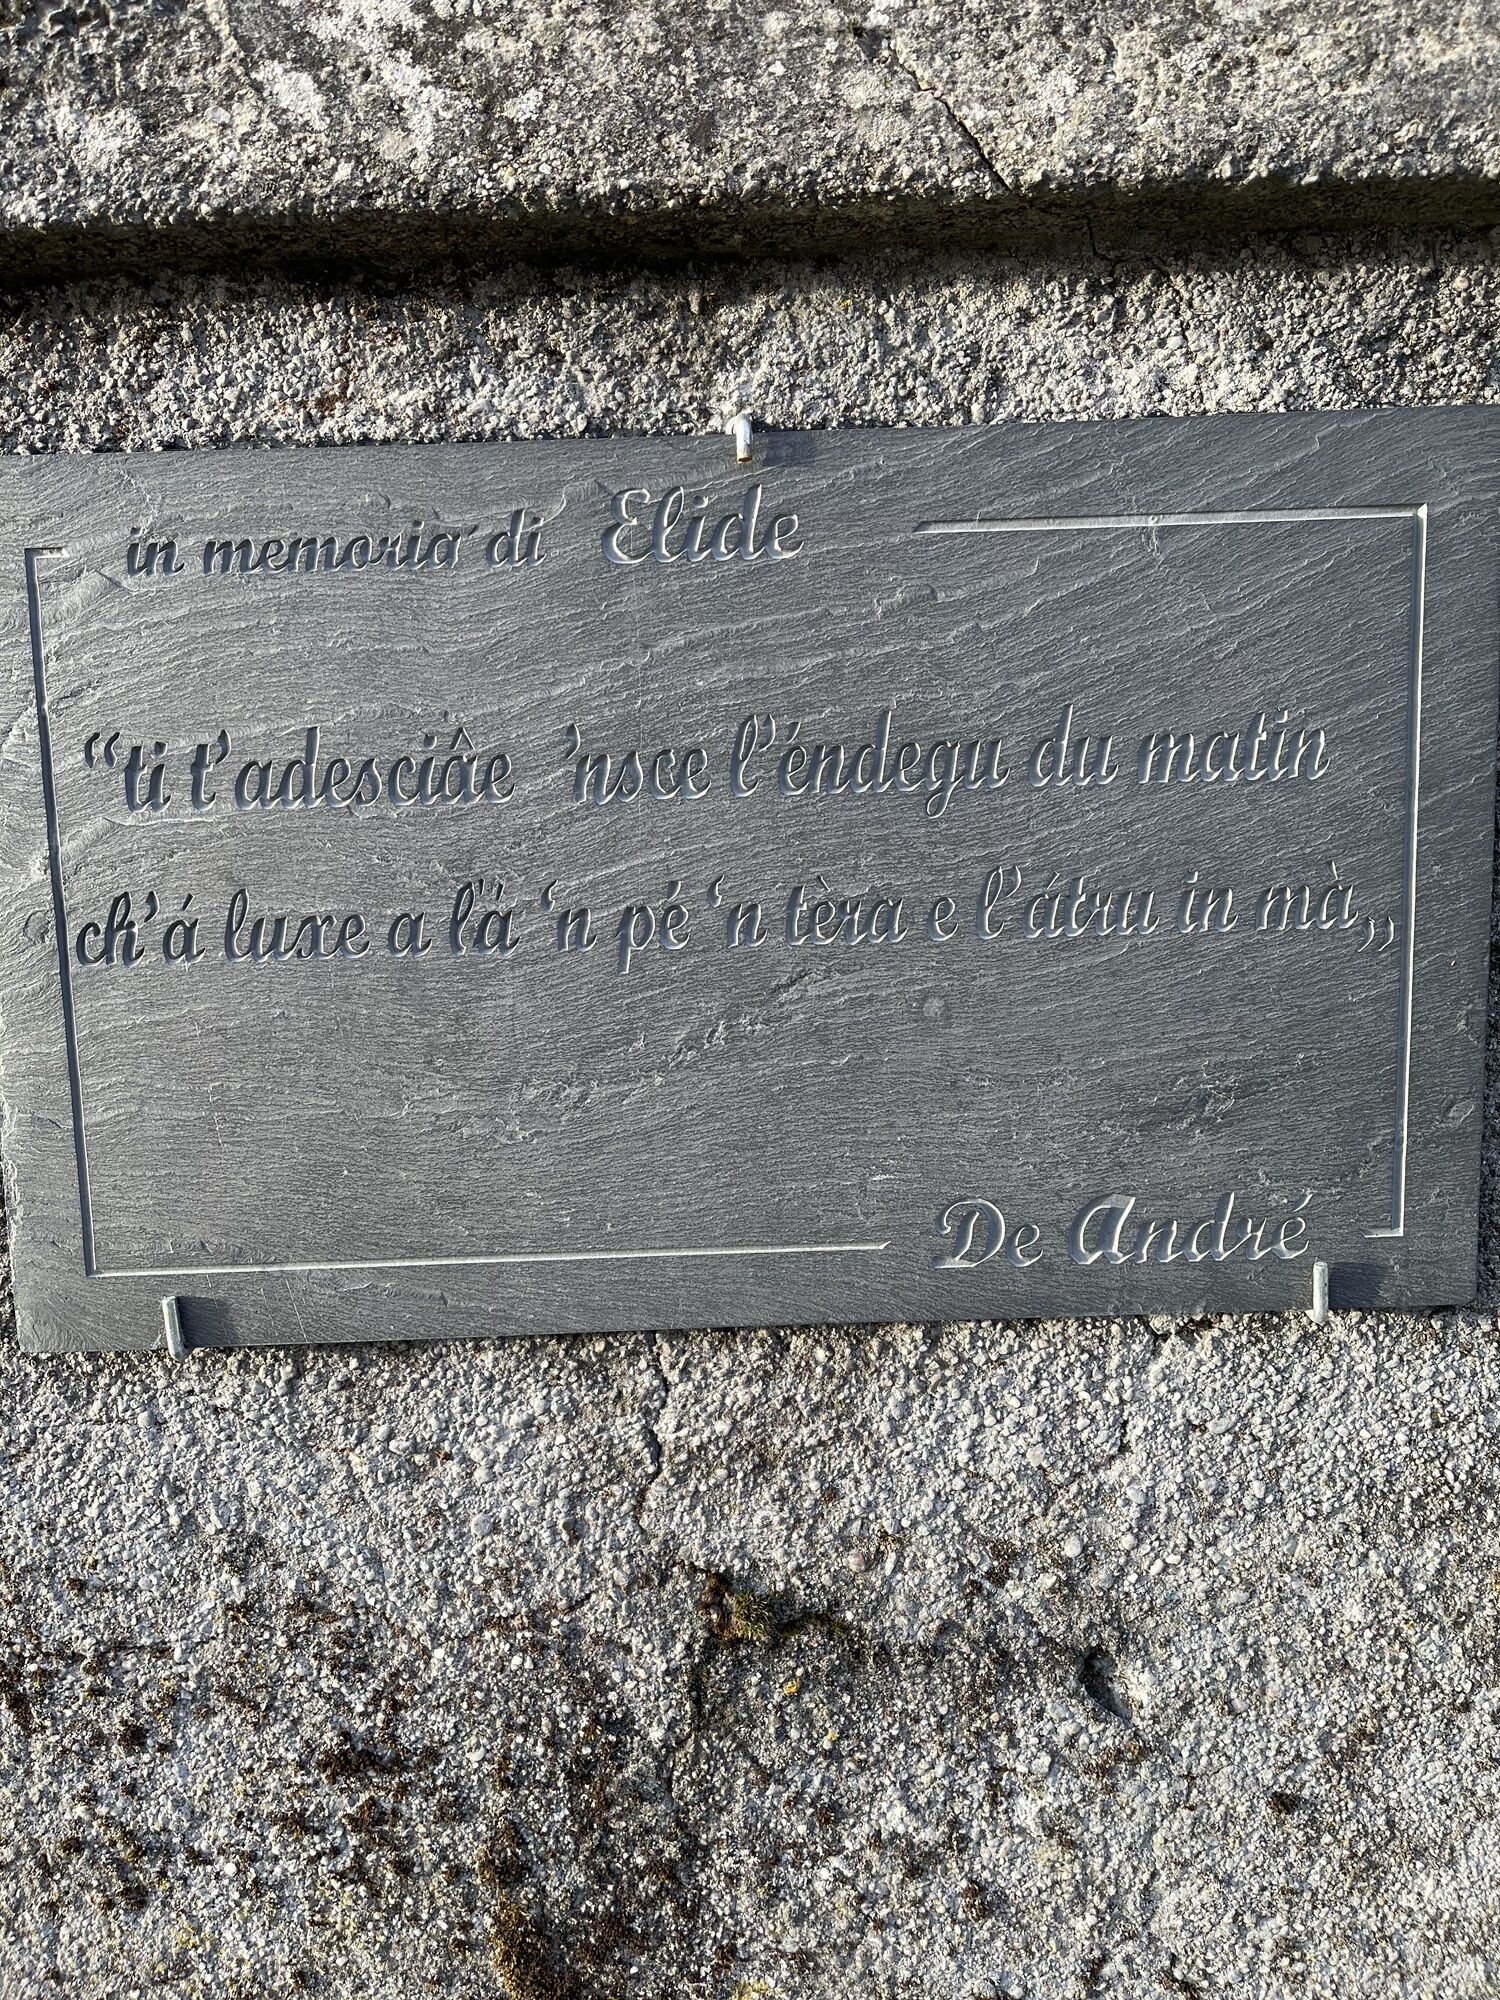 in memoria di Elide
“ti t'adesciâe 'nsce l'éndegu du matin
ch'á luxe a l'á 'n pé 'n tèra e l'átru in mà„
De André